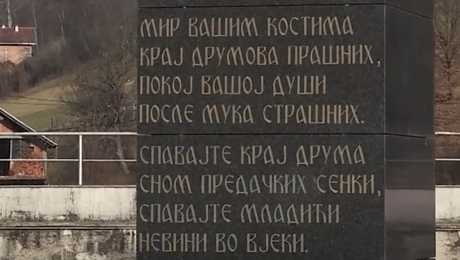 МИР ВАШИМ КОСТИМА
КРАЈ ДРУМОВА ПРАШНИХ,
ПОКОЈ ВАШОЈ ДУШИ
ПОСЛЕ МУКА СТРАШНИХ.
СПАВАЈТЕ КРАЈ ДРУМА
СНОМ ПРЕДАЧКИХ СЕНКИ,
СПАВАЈТЕ МЛАДИЋИ
НЕВИНИ ВО ВЈЕКИ.